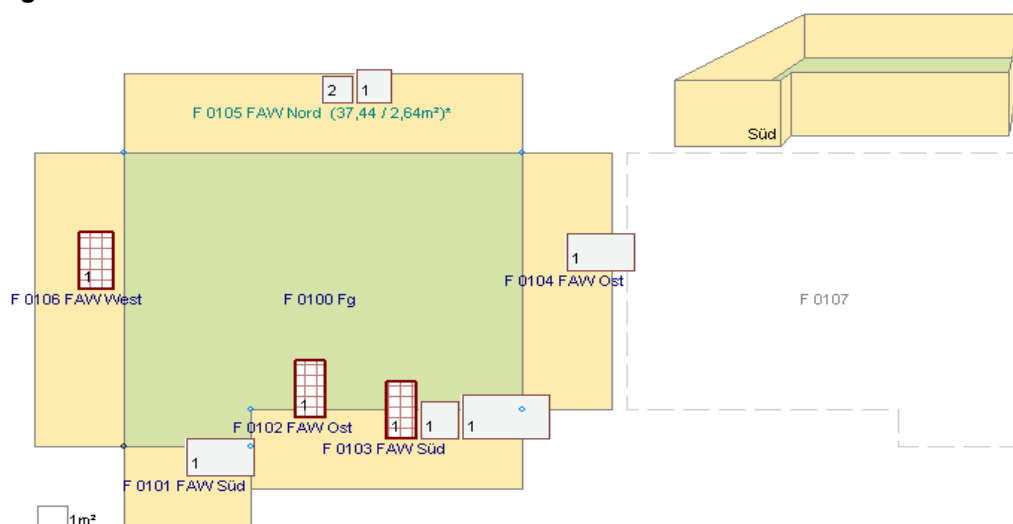 g
2
1
F 0105 FAW Nord (37,44 / 2,64m²)*
Süd
1
F 0106 FAW West
F 0100 Fg
1
F 0104 FAW Ost
F 0107
1
F 0102 FAW Ost
1
1
1
F 0103 FAW Süd
1
F 0101 FAW Süd
1m²